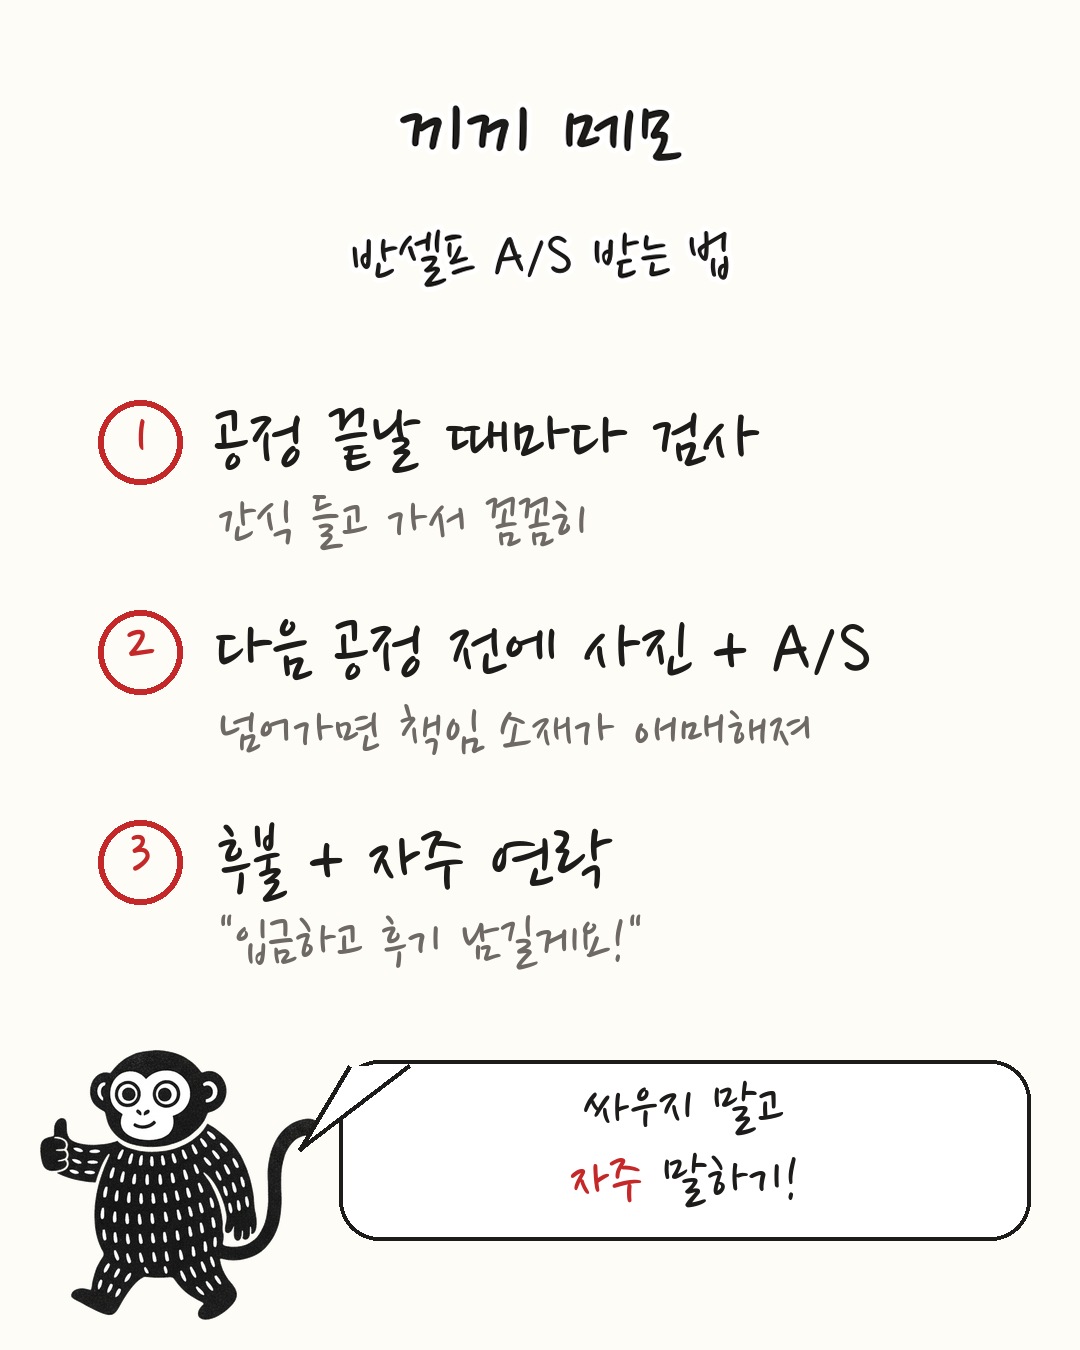 끼끼 메모
반셀프 A/S 받는 법
1 공정 끝날 때마다 검사
간식 들고 가서 꼼꼼히
2 다음 공정 전에 사진 + A/S
넘어가면 책임 소재가 애매해져
3 후불 + 자주 연락
"입금하고 후기 남길게요!"
싸우지 말고
자주 말하기!